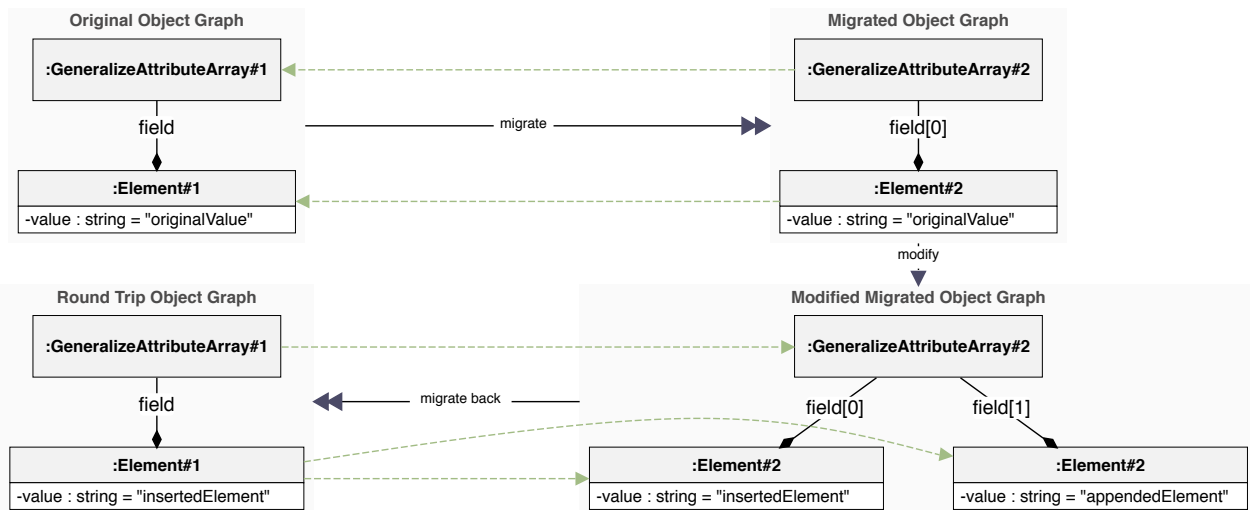 Original Object Graph
Migrated Object Graph
:GeneralizeAttributeArray#1
:GeneralizeAttributeArray#2
field
migrate
field[0]
:Element#1
-value : string = "originalValue"
:Element#2
-value : string = "originalValue"
modify
Round Trip Object Graph
Modified Migrated Object Graph
:GeneralizeAttributeArray#1
:GeneralizeAttributeArray#2
field
migrate back
field[0]
field[1]
:Element#1
-value : string = "insertedElement"
:Element#2
-value : string = "insertedElement"
:Element#2
-value : string = "appendedElement"